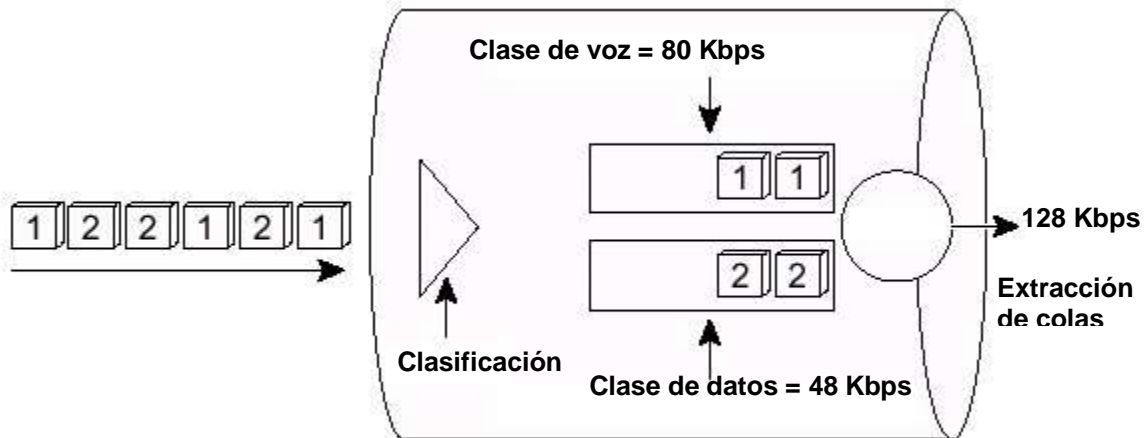 Clase de voz = 80 Kbps
1 1
1 2 2 1 2 1
128 Kbps
2 2
Extracción
de colas
Clasificación
Clase de datos = 48 Kbps